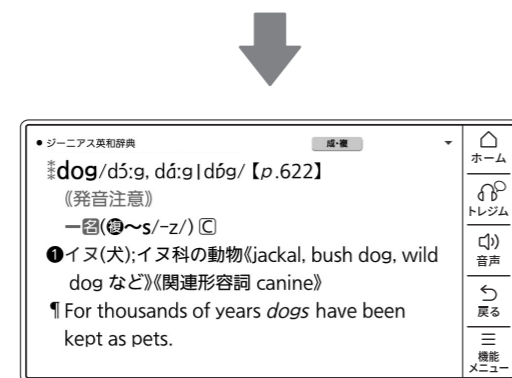 ● ジーニアス英和辞典 成・複
⁂dog/dɔ́:g, dɑ́:g|dɔ́g/【p.622】
《発音注意》
━名(複～s/-z/) C
❶イヌ(犬);イヌ科の動物《jackal, bush dog, wild
dog など》《関連形容詞 canine》
¶ For thousands of years dogs have been
kept as pets.
ホーム
トレジム
音声
戻る
機能
メニュー